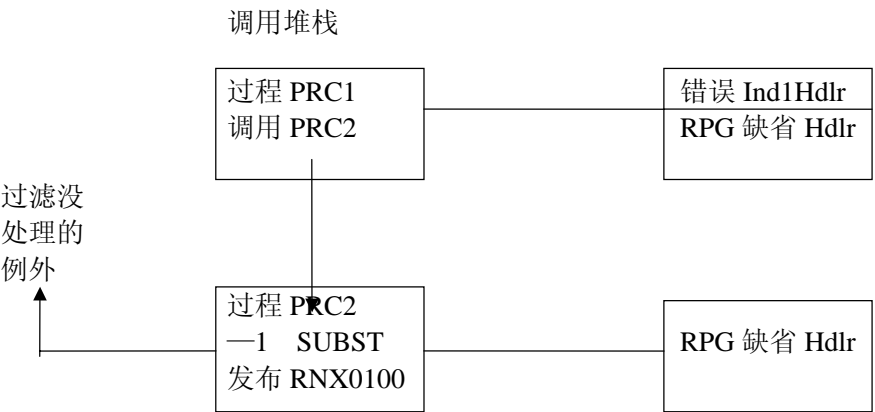 调用堆栈
过程 PRC1
调用 PRC2
错误 Ind1Hdlr
RPG 缺省 Hdlr
过滤没
处理的
例外
过程 PRC2
—1 SUBST
发布 RNX0100
RPG 缺省 Hdlr